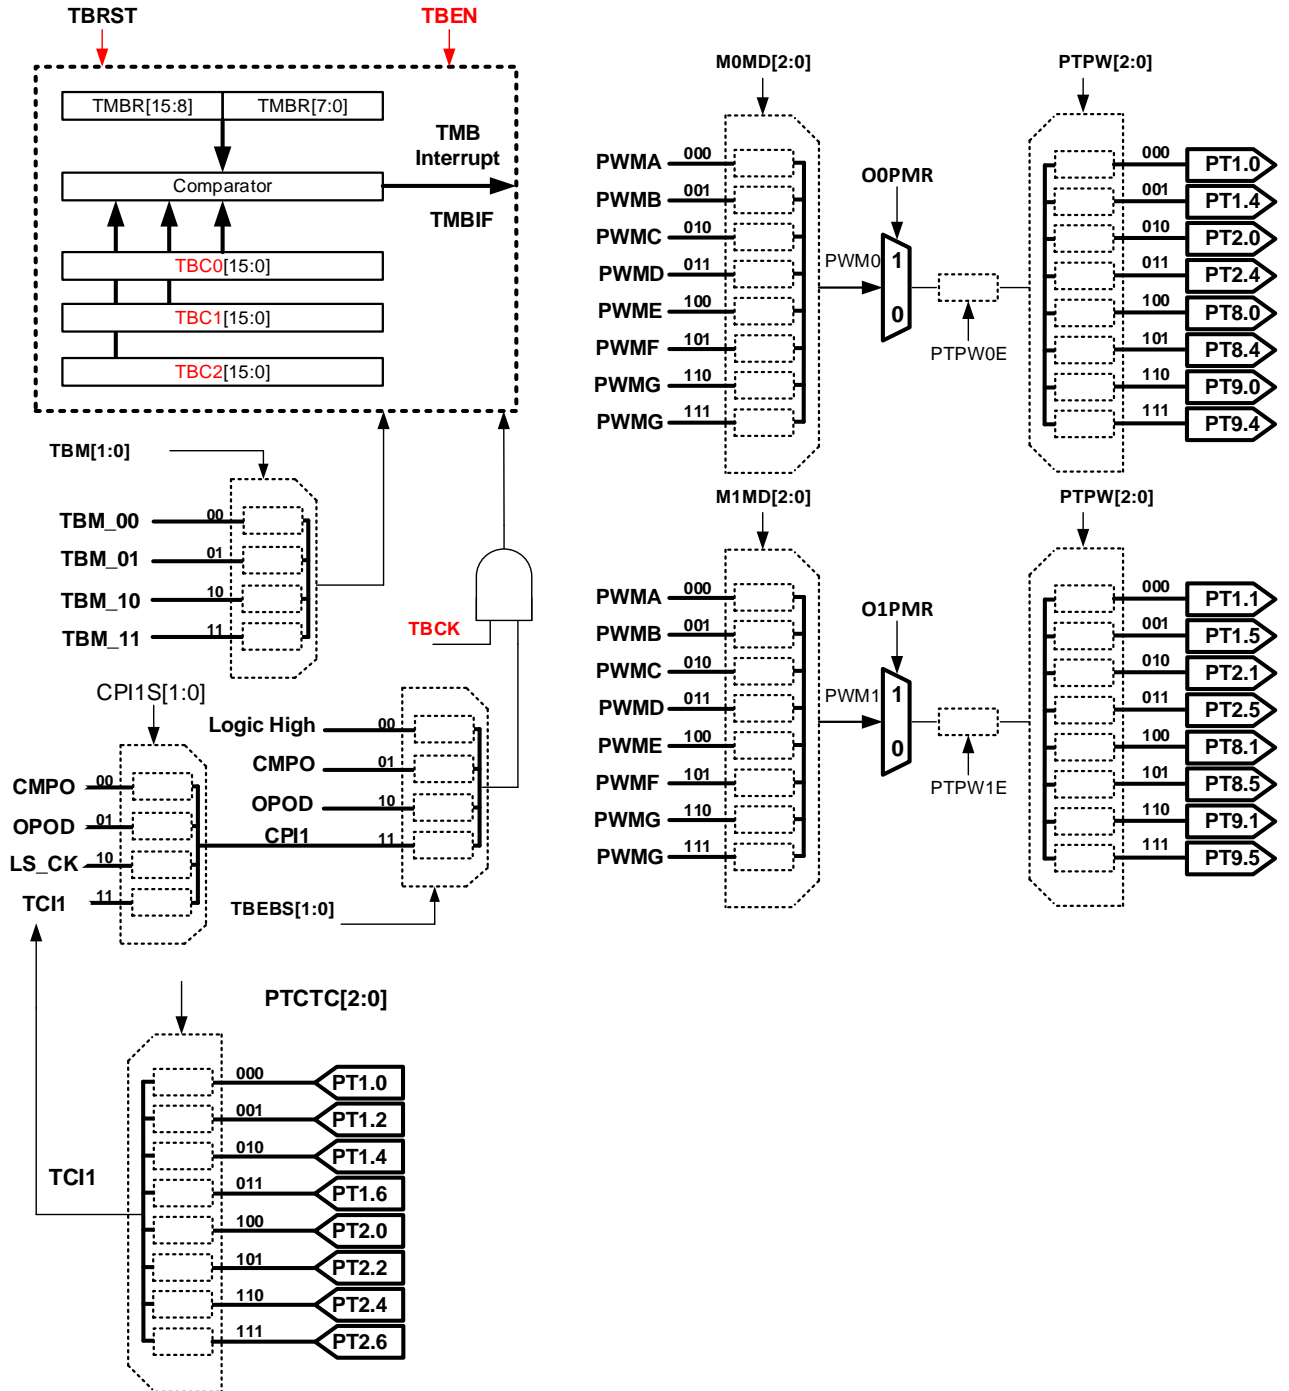 TBRST
TBEN
TMBR[15:8]
TMBR[7:0]
TMB
Interrupt
Comparator
TMBIF
TBC0[15:0]
TBC1[15:0]
TBC2[15:0]
TBM[1:0]
TBM_00
00
TBM_01
01
TBM_10
10
TBM_11
11
TBCK
CPI1S[1:0]
CMPO
00
OPOD
01
LS_CK
10
TCI1
11
Logic High
00
CMPO
01
OPOD
10
CPI1
11
TBEBS[1:0]
PTCTC[2:0]
TCI1
000
PT1.0
001
PT1.2
010
PT1.4
011
PT1.6
100
PT2.0
101
PT2.2
110
PT2.4
111
PT2.6
M0MD[2:0]
PWMA
000
PWMB
001
PWMC
010
PWMD
011
PWME
100
PWMF
101
PWMG
110
PWMG
111
PWM0
O0PMR
1
0
PTPW0E
PTPW[2:0]
000
PT1.0
001
PT1.4
010
PT2.0
011
PT2.4
100
PT8.0
101
PT8.4
110
PT9.0
111
PT9.4
M1MD[2:0]
PWMA
000
PWMB
001
PWMC
010
PWMD
011
PWME
100
PWMF
101
PWMG
110
PWMG
111
PWM1
O1PMR
1
0
PTPW1E
PTPW[2:0]
000
PT1.1
001
PT1.5
010
PT2.1
011
PT2.5
100
PT8.1
101
PT8.5
110
PT9.1
111
PT9.5